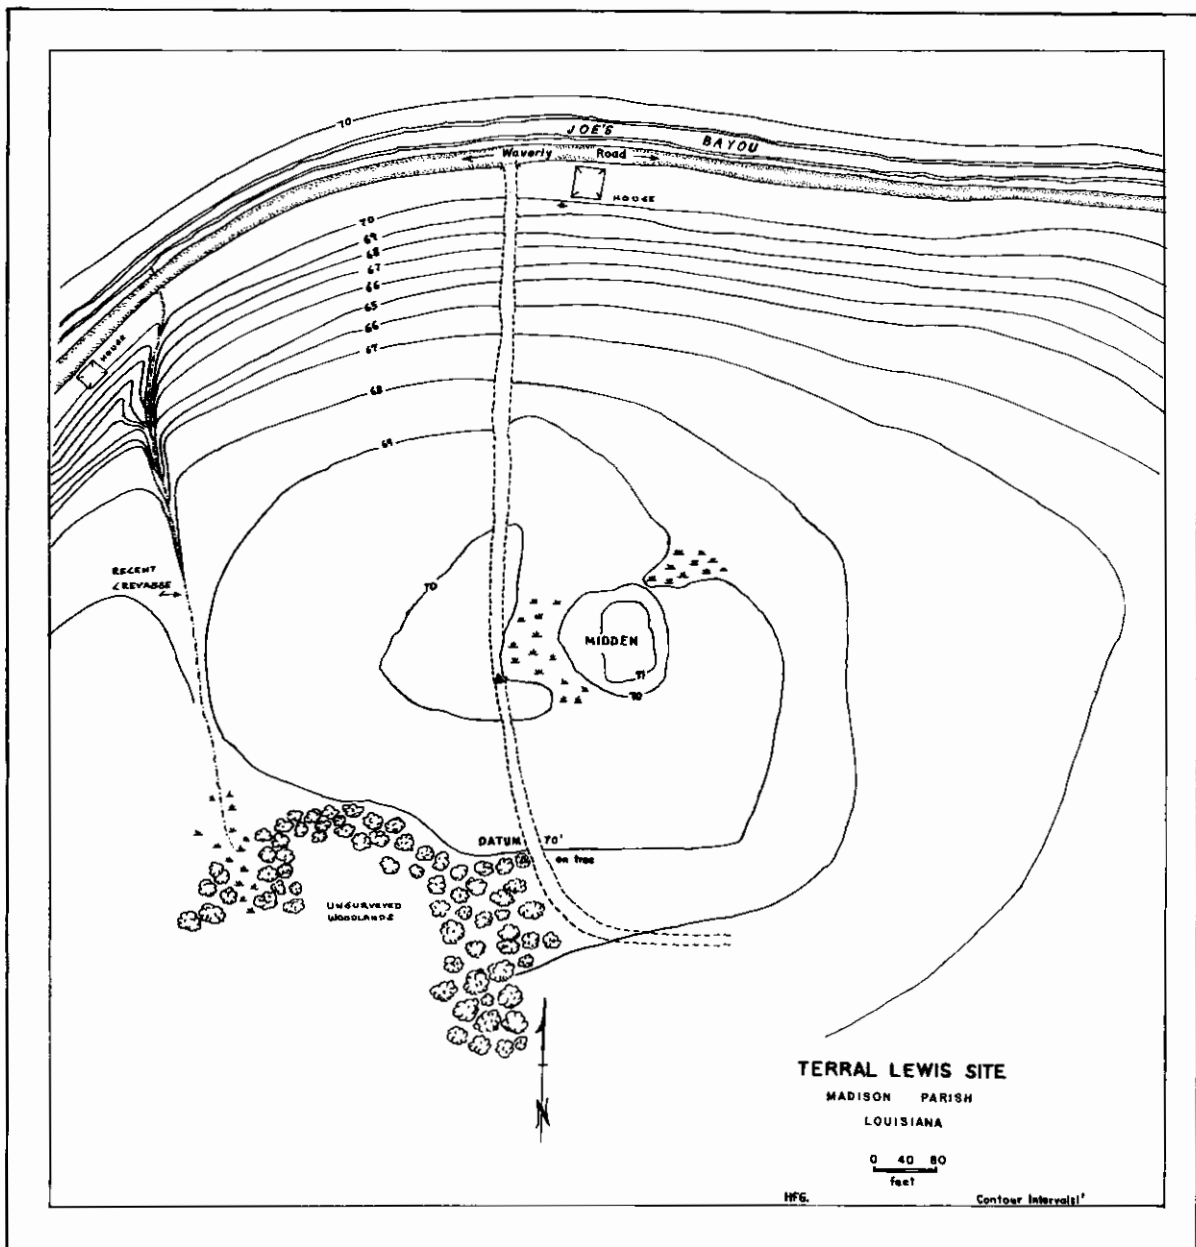 70
JOE'S BAYOU
Waverly Road
HOUSE
70
69
68
67
66
65
66
67
68
69
HOUSE
RECENT
CREVASSE
70
MIDDEN
71
70
DATUM 70'
on tree
UNSURVEYED
WOODLANDS
N
TERRAL LEWIS SITE
MADISON PARISH
LOUISIANA
0 40 80
feet
HFG.
Contour Interval 1'